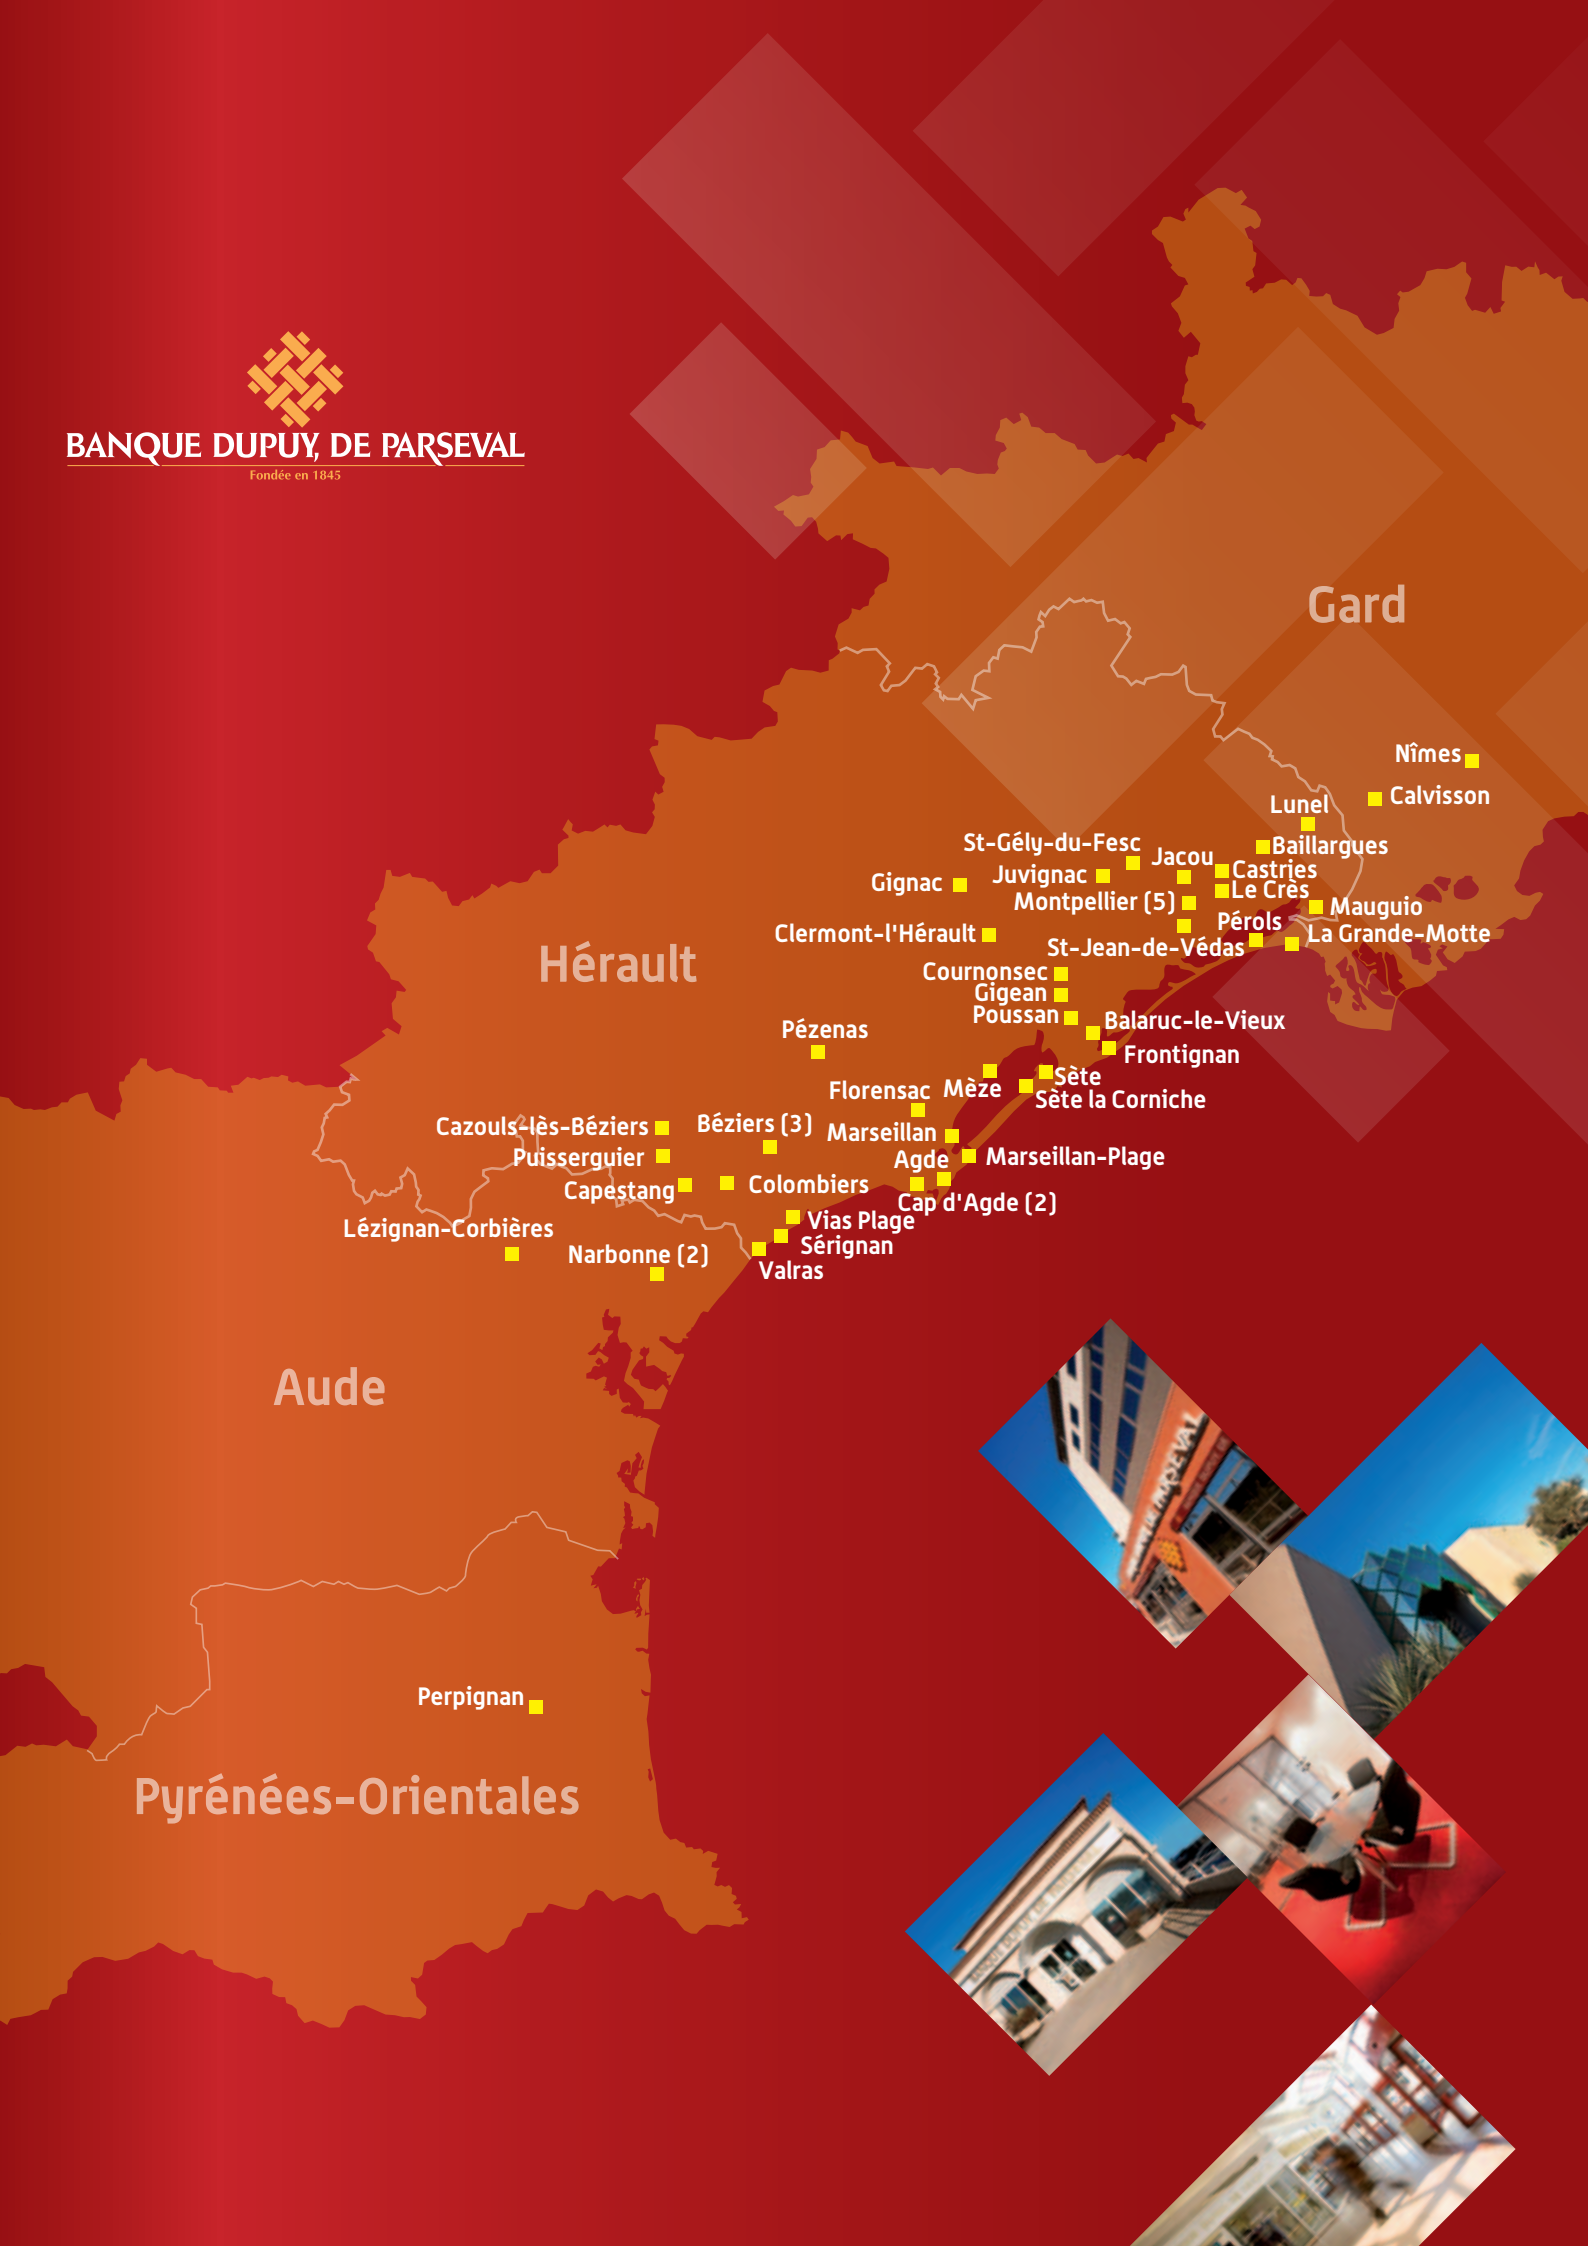 BANQUE DUPUY, DE PARSEVAL
Fondée en 1845
Gard
Nîmes
Calvisson
Lunel
St-Gély-du-Fesc
Baillargues
Jacou
Castries
Juvignac
Gignac
Le Crès
Montpellier (5)
Mauguio
Pérols
Clermont-l'Hérault
La Grande-Motte
St-Jean-de-Védas
Hérault
Cournonsec
Gigean
Poussan
Balaruc-le-Vieux
Pézenas
Frontignan
Sète
Florensac
Mèze
Sète la Corniche
Cazouls-lès-Béziers
Béziers (3)
Marseillan
Puisserguier
Agde
Marseillan-Plage
Capestang
Colombiers
Cap d'Agde (2)
Lézignan-Corbières
Vias Plage
Narbonne (2)
Sérignan
Valras
Aude
Perpignan
Pyrénées-Orientales
BANQUE DUPUY DE PARSEVAL